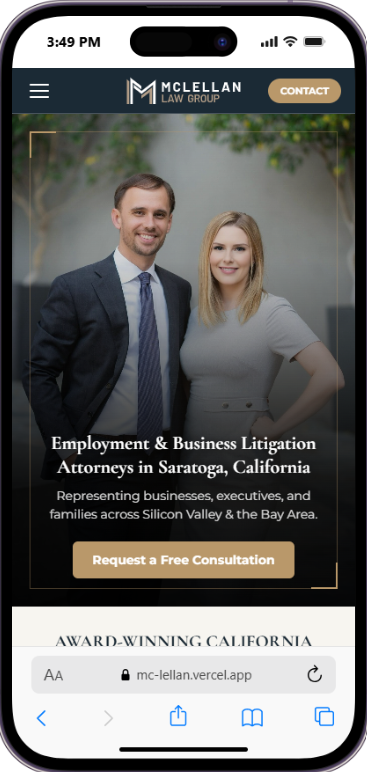 3:49 PM
MCLELLAN
LAW GROUP
CONTACT
Employment & Business Litigation
Attorneys in Saratoga, California
Representing businesses, executives, and
families across Silicon Valley & the Bay Area.
Request a Free Consultation
AWARD-WINNING CALIFORNIA
AA
mc-lellan.vercel.app